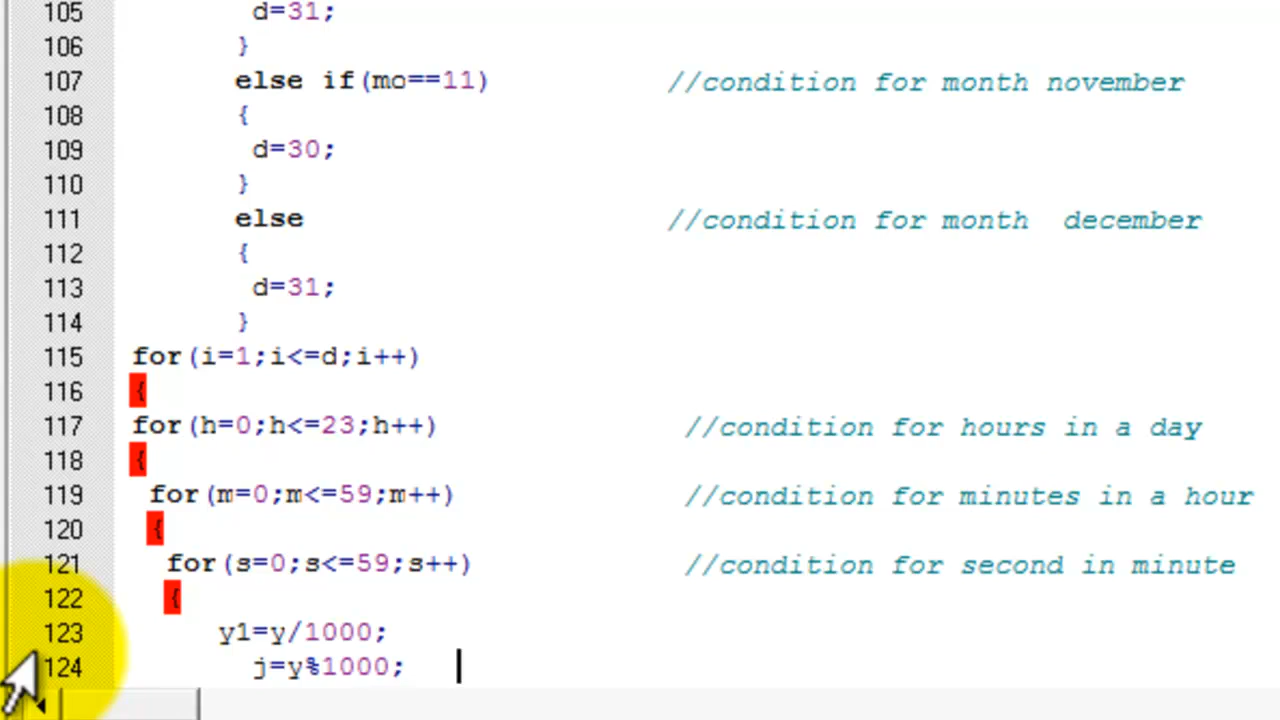 105 d=31;
106 }
107 else if(mo==11) //condition for month november
108 {
109 d=30;
110 }
111 else //condition for month  december
112 {
113 d=31;
114 }
115 for(i=1;i<=d;i++)
116 {
117 for(h=0;h<=23;h++) //condition for hours in a day
118 {
119 for(m=0;m<=59;m++) //condition for minutes in a hour
120 {
121 for(s=0;s<=59;s++) //condition for second in minute
122 {
123 y1=y/1000;
124 j=y%1000;